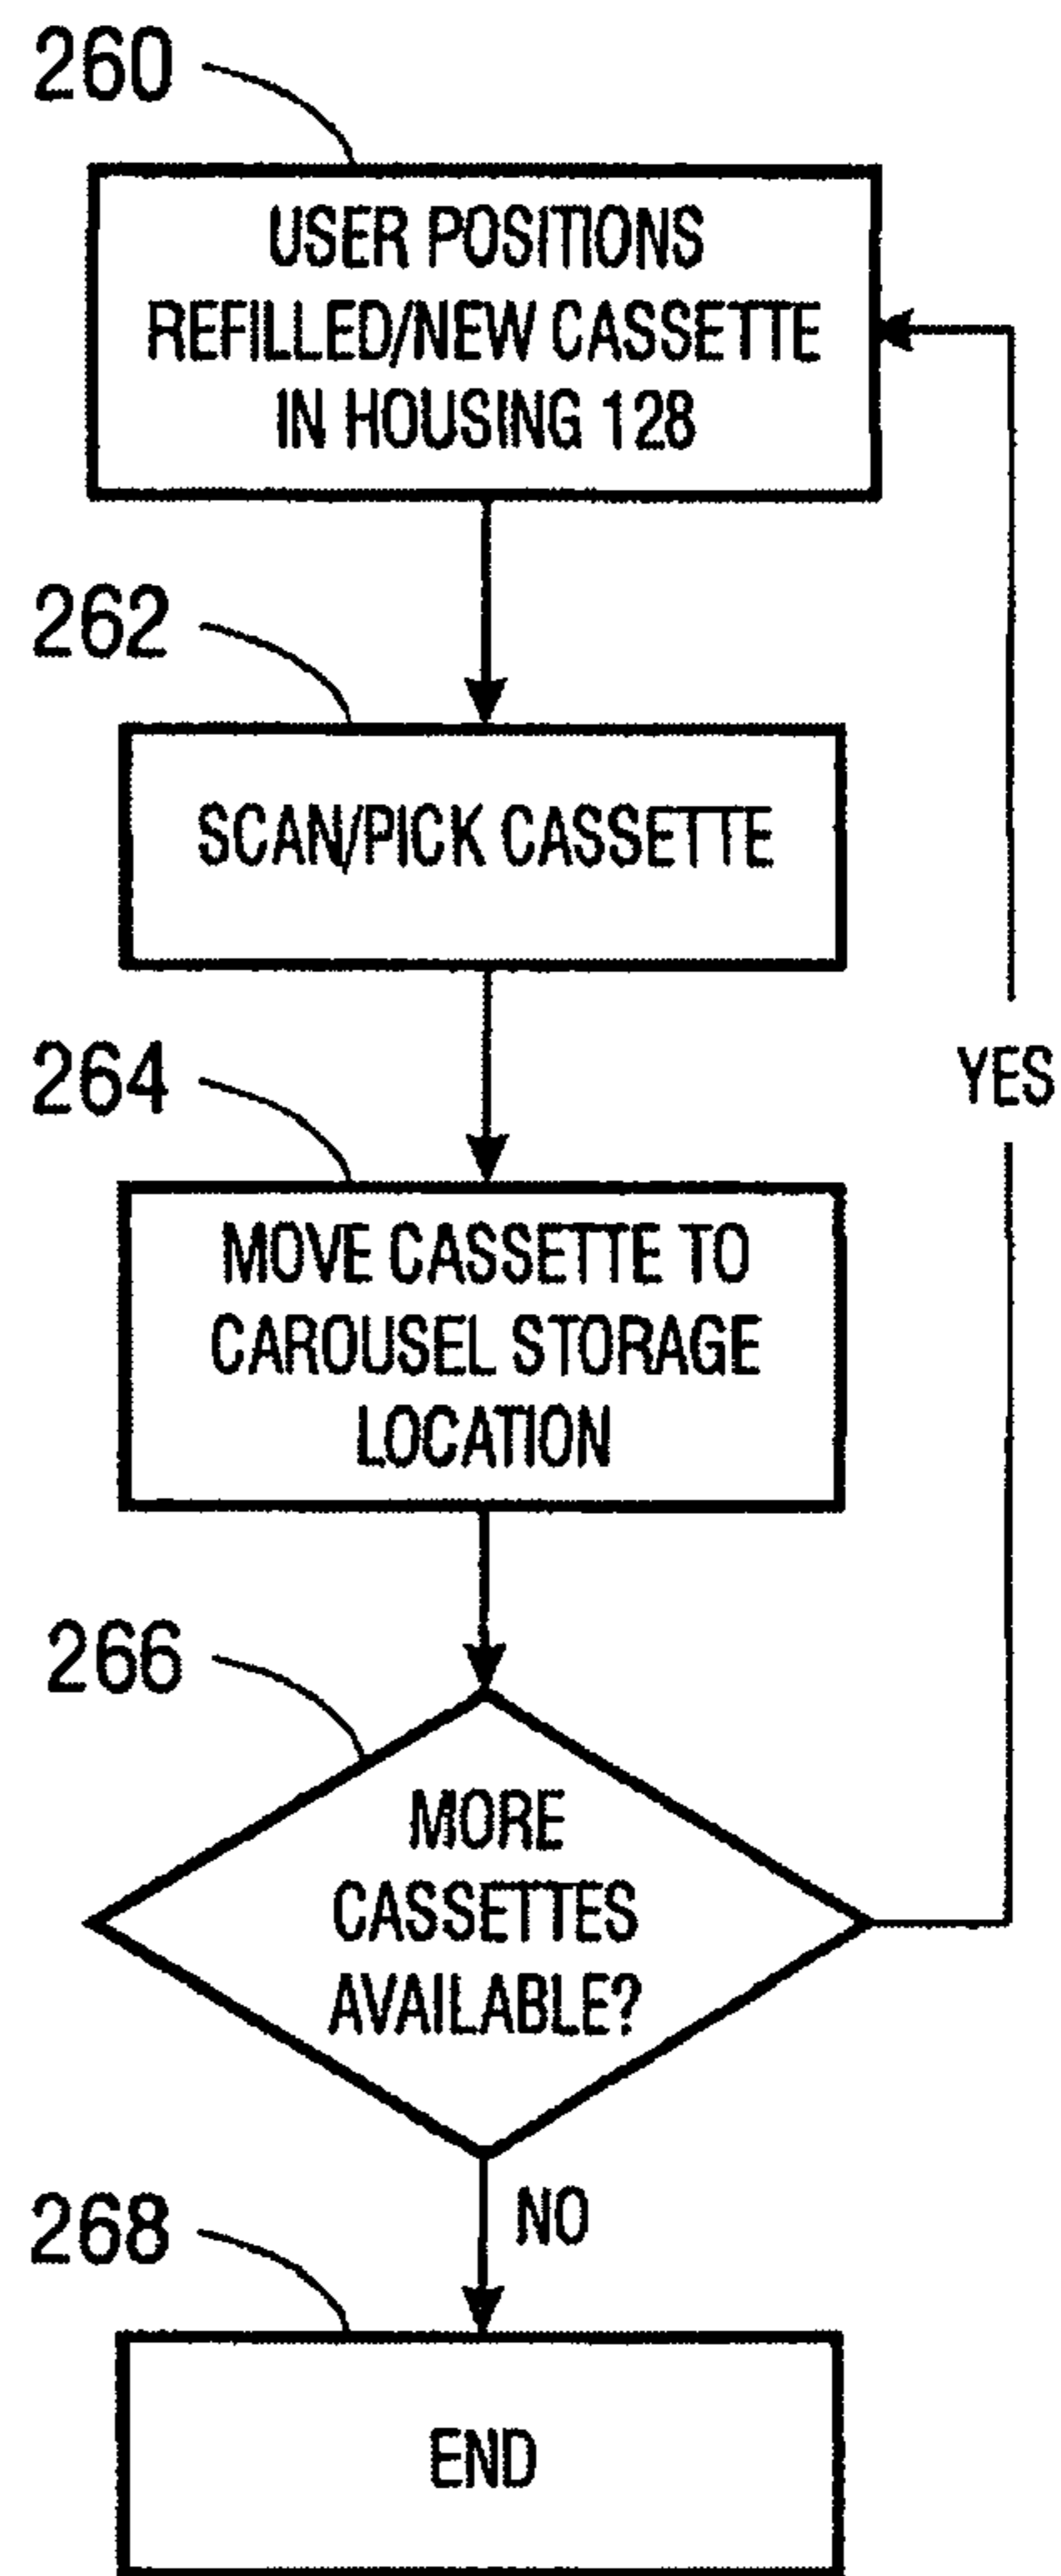 260
USER POSITIONS
REFILLED/NEW CASSETTE
IN HOUSING 128
262
SCAN/PICK CASSETTE
264
MOVE CASSETTE TO
CAROUSEL STORAGE
LOCATION
YES
266
MORE
CASSETTES
AVAILABLE?
NO
268
END